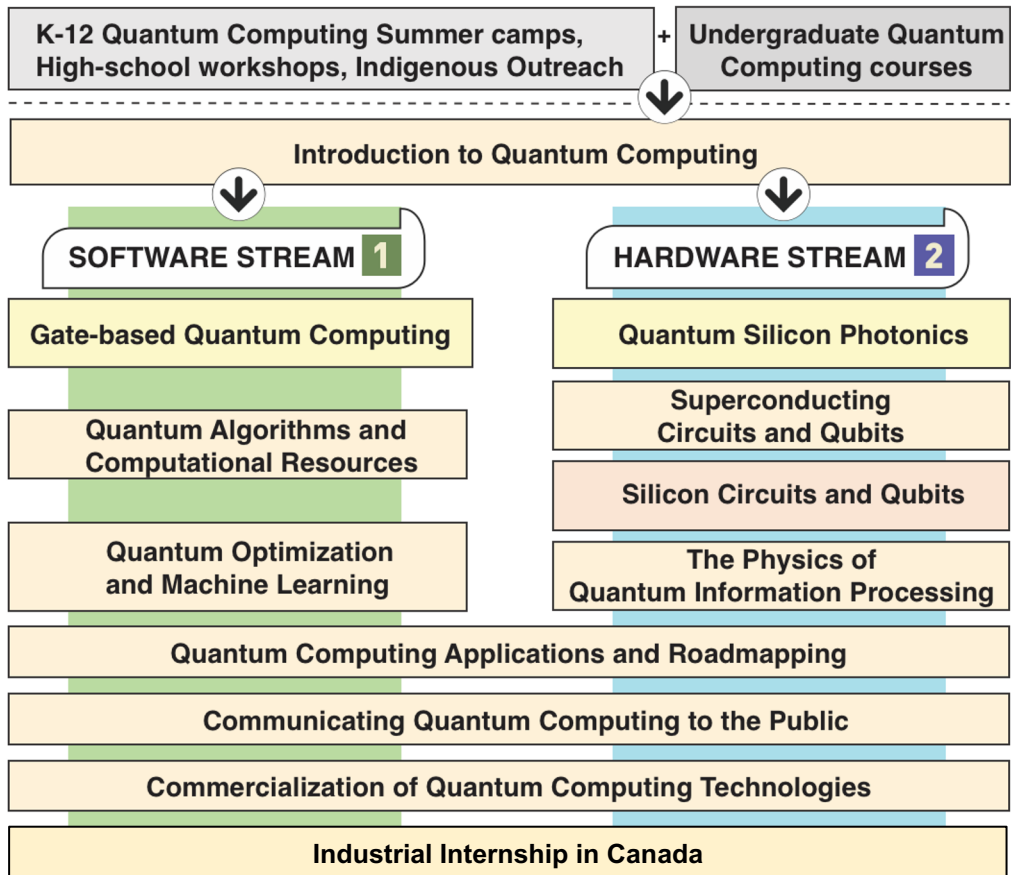 K-12 Quantum Computing Summer camps,
High-school workshops, Indigenous Outreach
+
Undergraduate Quantum
Computing courses
Introduction to Quantum Computing
SOFTWARE STREAM 1
Gate-based Quantum Computing
Quantum Algorithms and
Computational Resources
Quantum Optimization
and Machine Learning
HARDWARE STREAM 2
Quantum Silicon Photonics
Superconducting
Circuits and Qubits
Silicon Circuits and Qubits
The Physics of
Quantum Information Processing
Quantum Computing Applications and Roadmapping
Communicating Quantum Computing to the Public
Commercialization of Quantum Computing Technologies
Industrial Internship in Canada